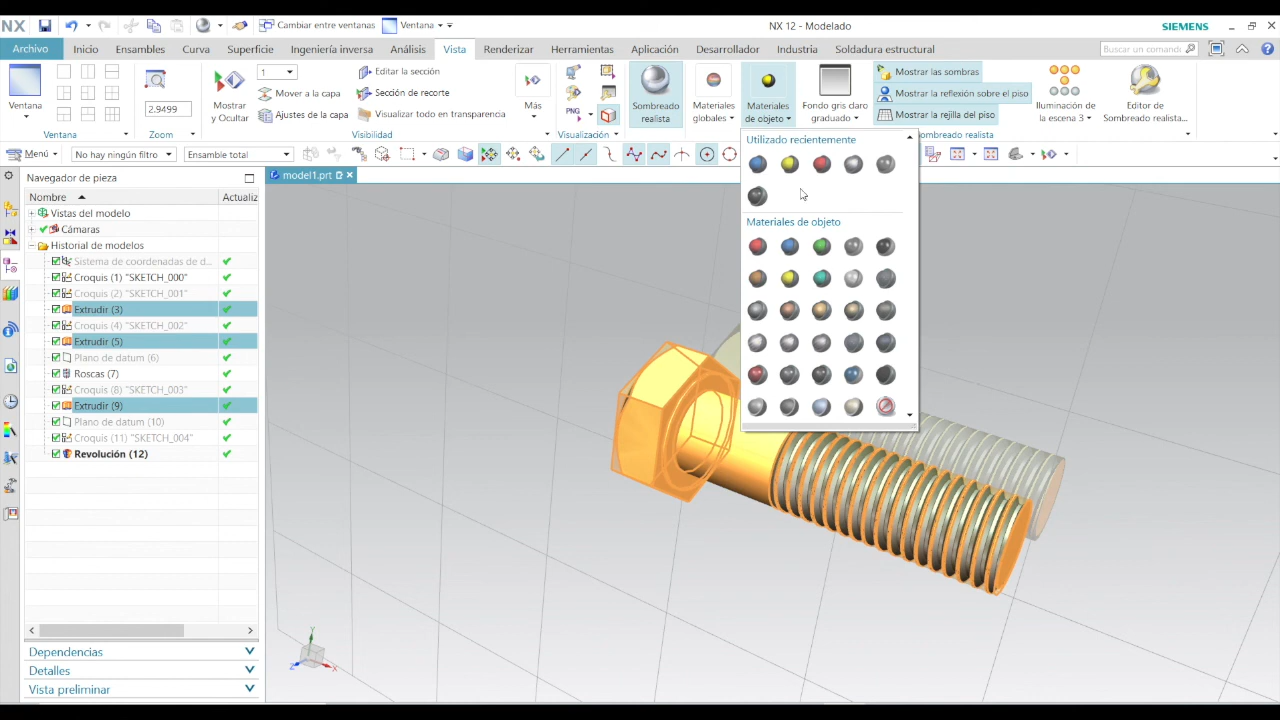 NX
Cambiar entre ventanas
Ventana
NX 12 - Modelado
SIEMENS
Archivo
Inicio
Ensambles
Curva
Superficie
Ingeniería inversa
Análisis
Vista
Renderizar
Herramientas
Aplicación
Desarrollador
Industria
Soldadura estructural
Buscar un comando
Ventana
Ventana
2.9499
Zoom
Mostrar
y Ocultar
1
Mover a la capa
Ajustes de la capa
Editar la sección
Sección de recorte
Visualizar todo en transparencia
Visibilidad
Más
PNG
Visualización
Sombreado
realista
Materiales
globales
Materiales
de objeto
Fondo gris daro
graduado
Mostrar las sombras
Mostrar la reflexión sobre el piso
Mostrar la rejilla del piso
Iluminación de
la escena 3
Editor de
Sombreado realista...
ombreado realista
Menú
No hay ningún filtro
Ensamble total
Utilizado recientemente
Materiales de objeto
Navegador de pieza
model1.prt
Nombre
Actualiz
Vistas del modelo
Cámaras
Historial de modelos
Sistema de coordenadas de d...
Croquis (1) "SKETCH_000"
Croquis (2) "SKETCH_001"
Extrudir (3)
Croquis (4) "SKETCH_002"
Extrudir (5)
Plano de datum (6)
Roscas (7)
Croquis (8) "SKETCH_003"
Extrudir (9)
Plano de datum (10)
Croquis (11) "SKETCH_004"
Revolución (12)
Dependencias
Detalles
Vista preliminar
Y
Z
X